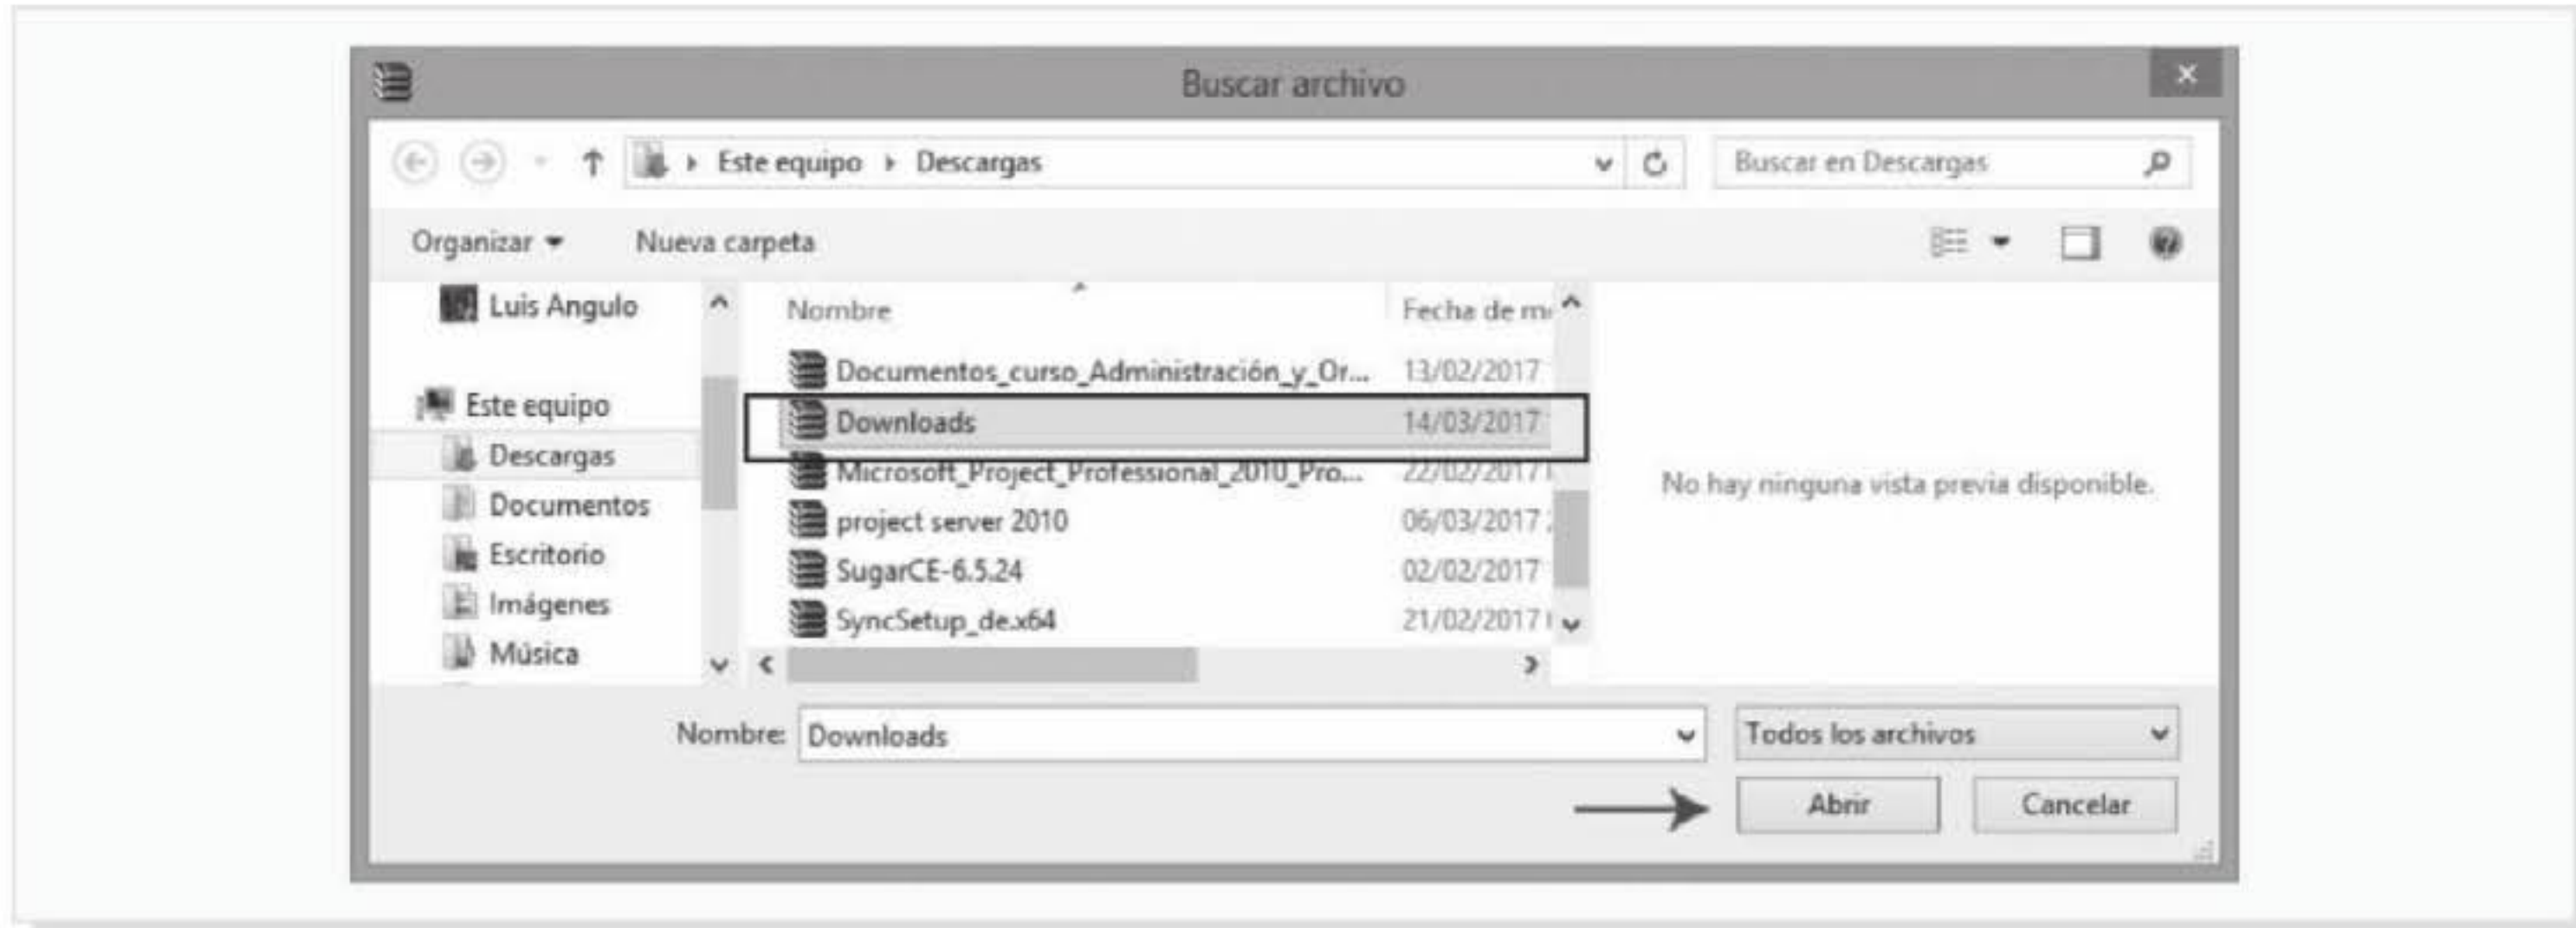 Buscar archivo
Este equipo Descargas
Buscar en Descargas
Organizar Nueva carpeta
Luis Angulo
Este equipo
Descargas
Documentos
Escritorio
Imágenes
Música
Nombre Fecha de m
Documentos_curso_Administración_y_Or... 13/02/2017
Downloads 14/03/2017
Microsoft_Project_Professional_2010_Pro... 22/02/2017
project server 2010 06/03/2017
SugarCE-6.5.24 02/02/2017
SyncSetup_de.x64 21/02/2017
No hay ninguna vista previa disponible.
Nombre: Downloads
Todos los archivos
Abrir Cancelar